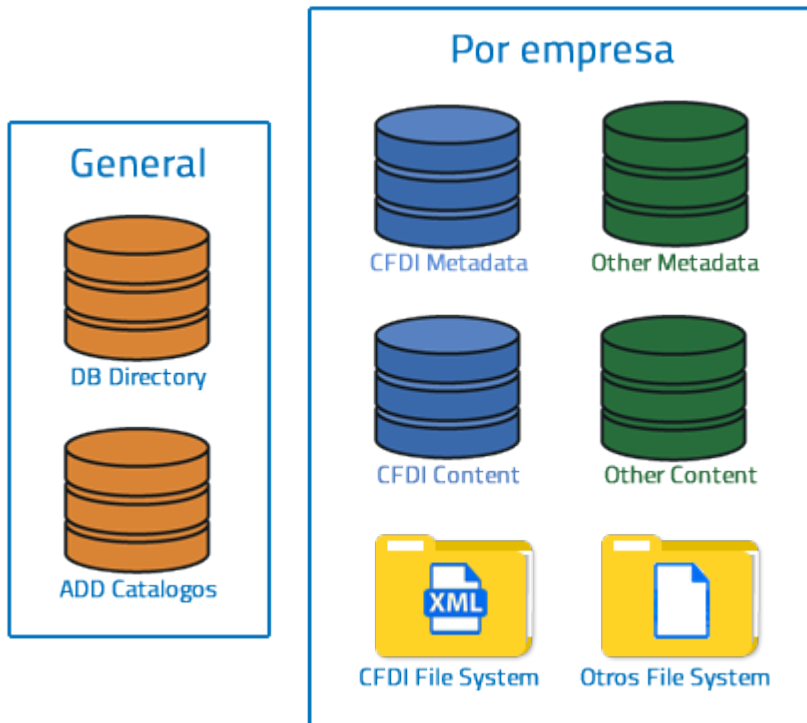 General
DB Directory
ADD Catalogos
Por empresa
CFDI Metadata
Other Metadata
CFDI Content
Other Content
XML
CFDI File System
Otros File System